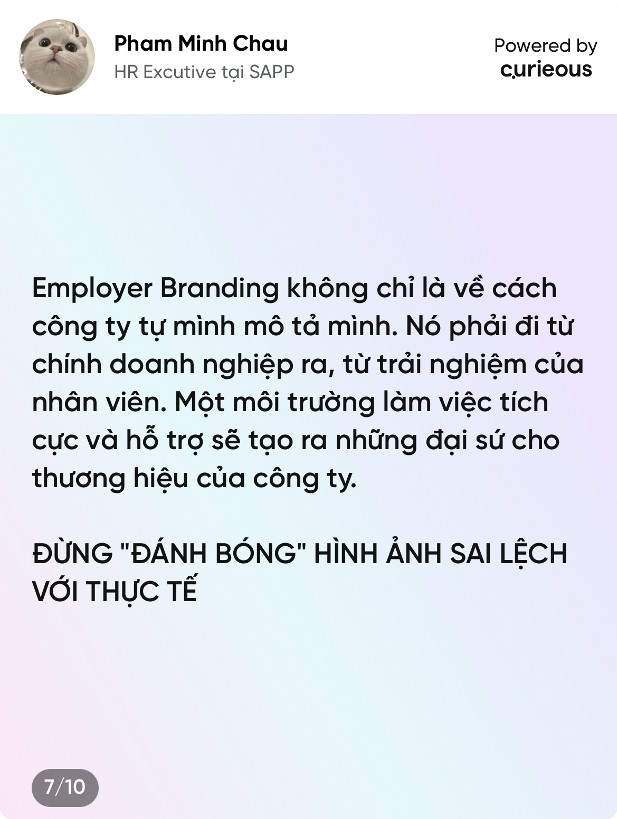 Pham Minh Chau
HR Excutive tại SAPP
Powered by
curieous
Employer Branding không chỉ là về cách
công ty tự mình mô tả mình. Nó phải đi từ
chính doanh nghiệp ra, từ trải nghiệm của
nhân viên. Một môi trường làm việc tích
cực và hỗ trợ sẽ tạo ra những đại sứ cho
thương hiệu của công ty.
ĐỪNG "ĐÁNH BÓNG" HÌNH ẢNH SAI LỆCH
VỚI THỰC TẾ
7/10